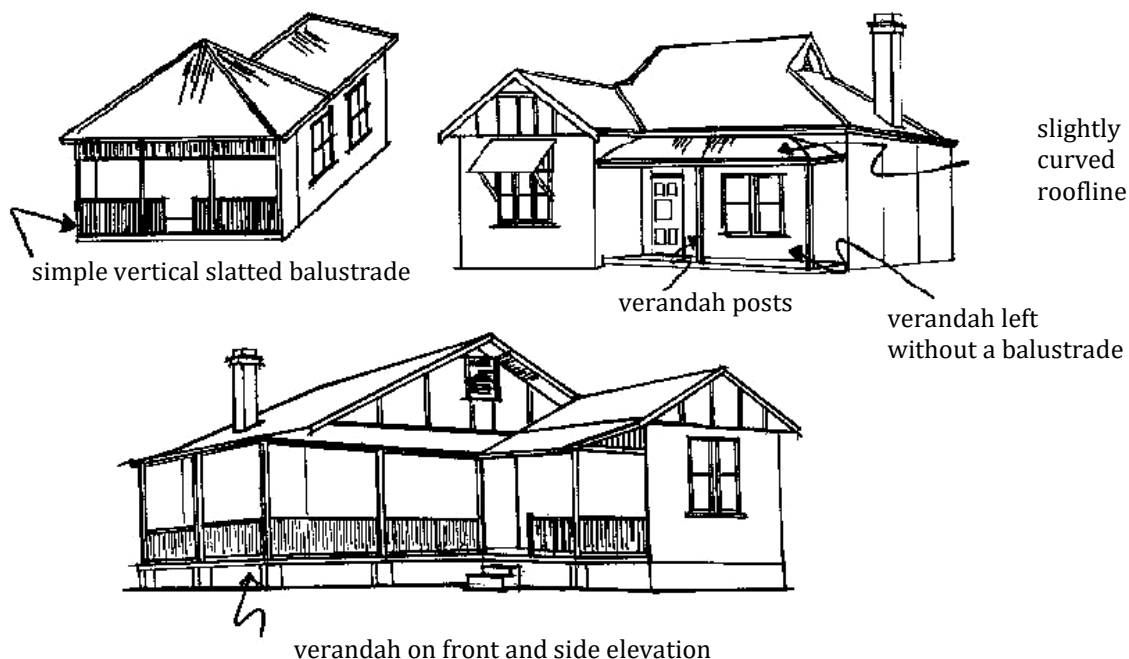 slightly
curved
roofline
simple vertical slatted balustrade
verandah posts
verandah left
without a balustrade
verandah on front and side elevation